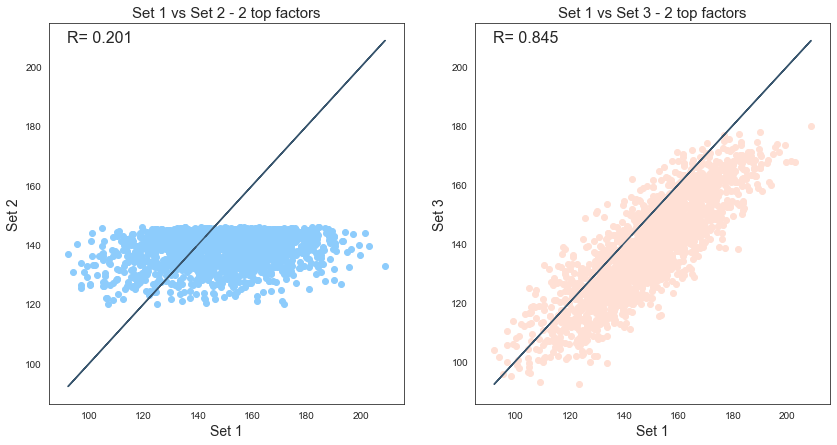 Set 1 vs Set 2 - 2 top factors
R= 0.201
200
180
160
140
120
100
Set 2
100 120 140 160 180 200
Set 1
Set 1 vs Set 3 - 2 top factors
R= 0.845
200
180
160
140
120
100
Set 3
100 120 140 160 180 200
Set 1